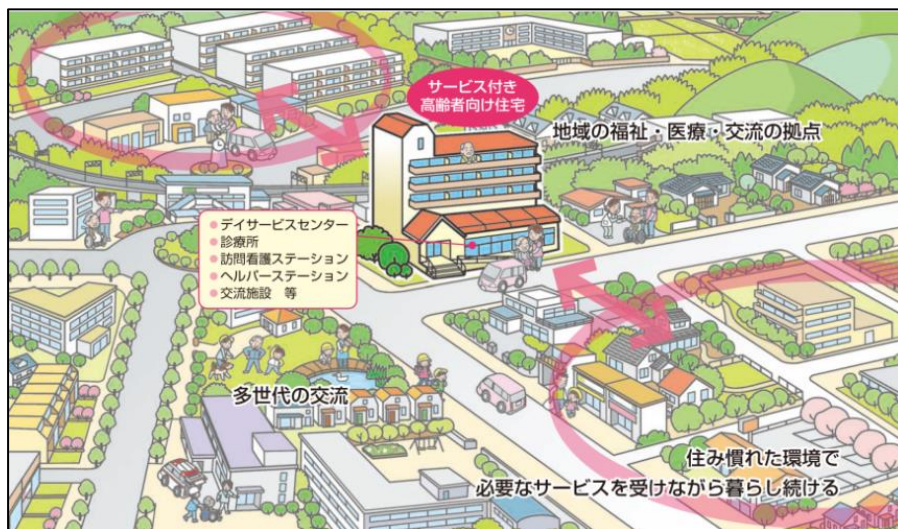 サービス付き
高齢者向け住宅
地域の福祉・医療・交流の拠点
●デイサービスセンター
●診療所
●訪問看護ステーション
●ヘルパーステーション
●交流施設 等
多世代の交流
住み慣れた環境で
必要なサービスを受けながら暮らし続ける